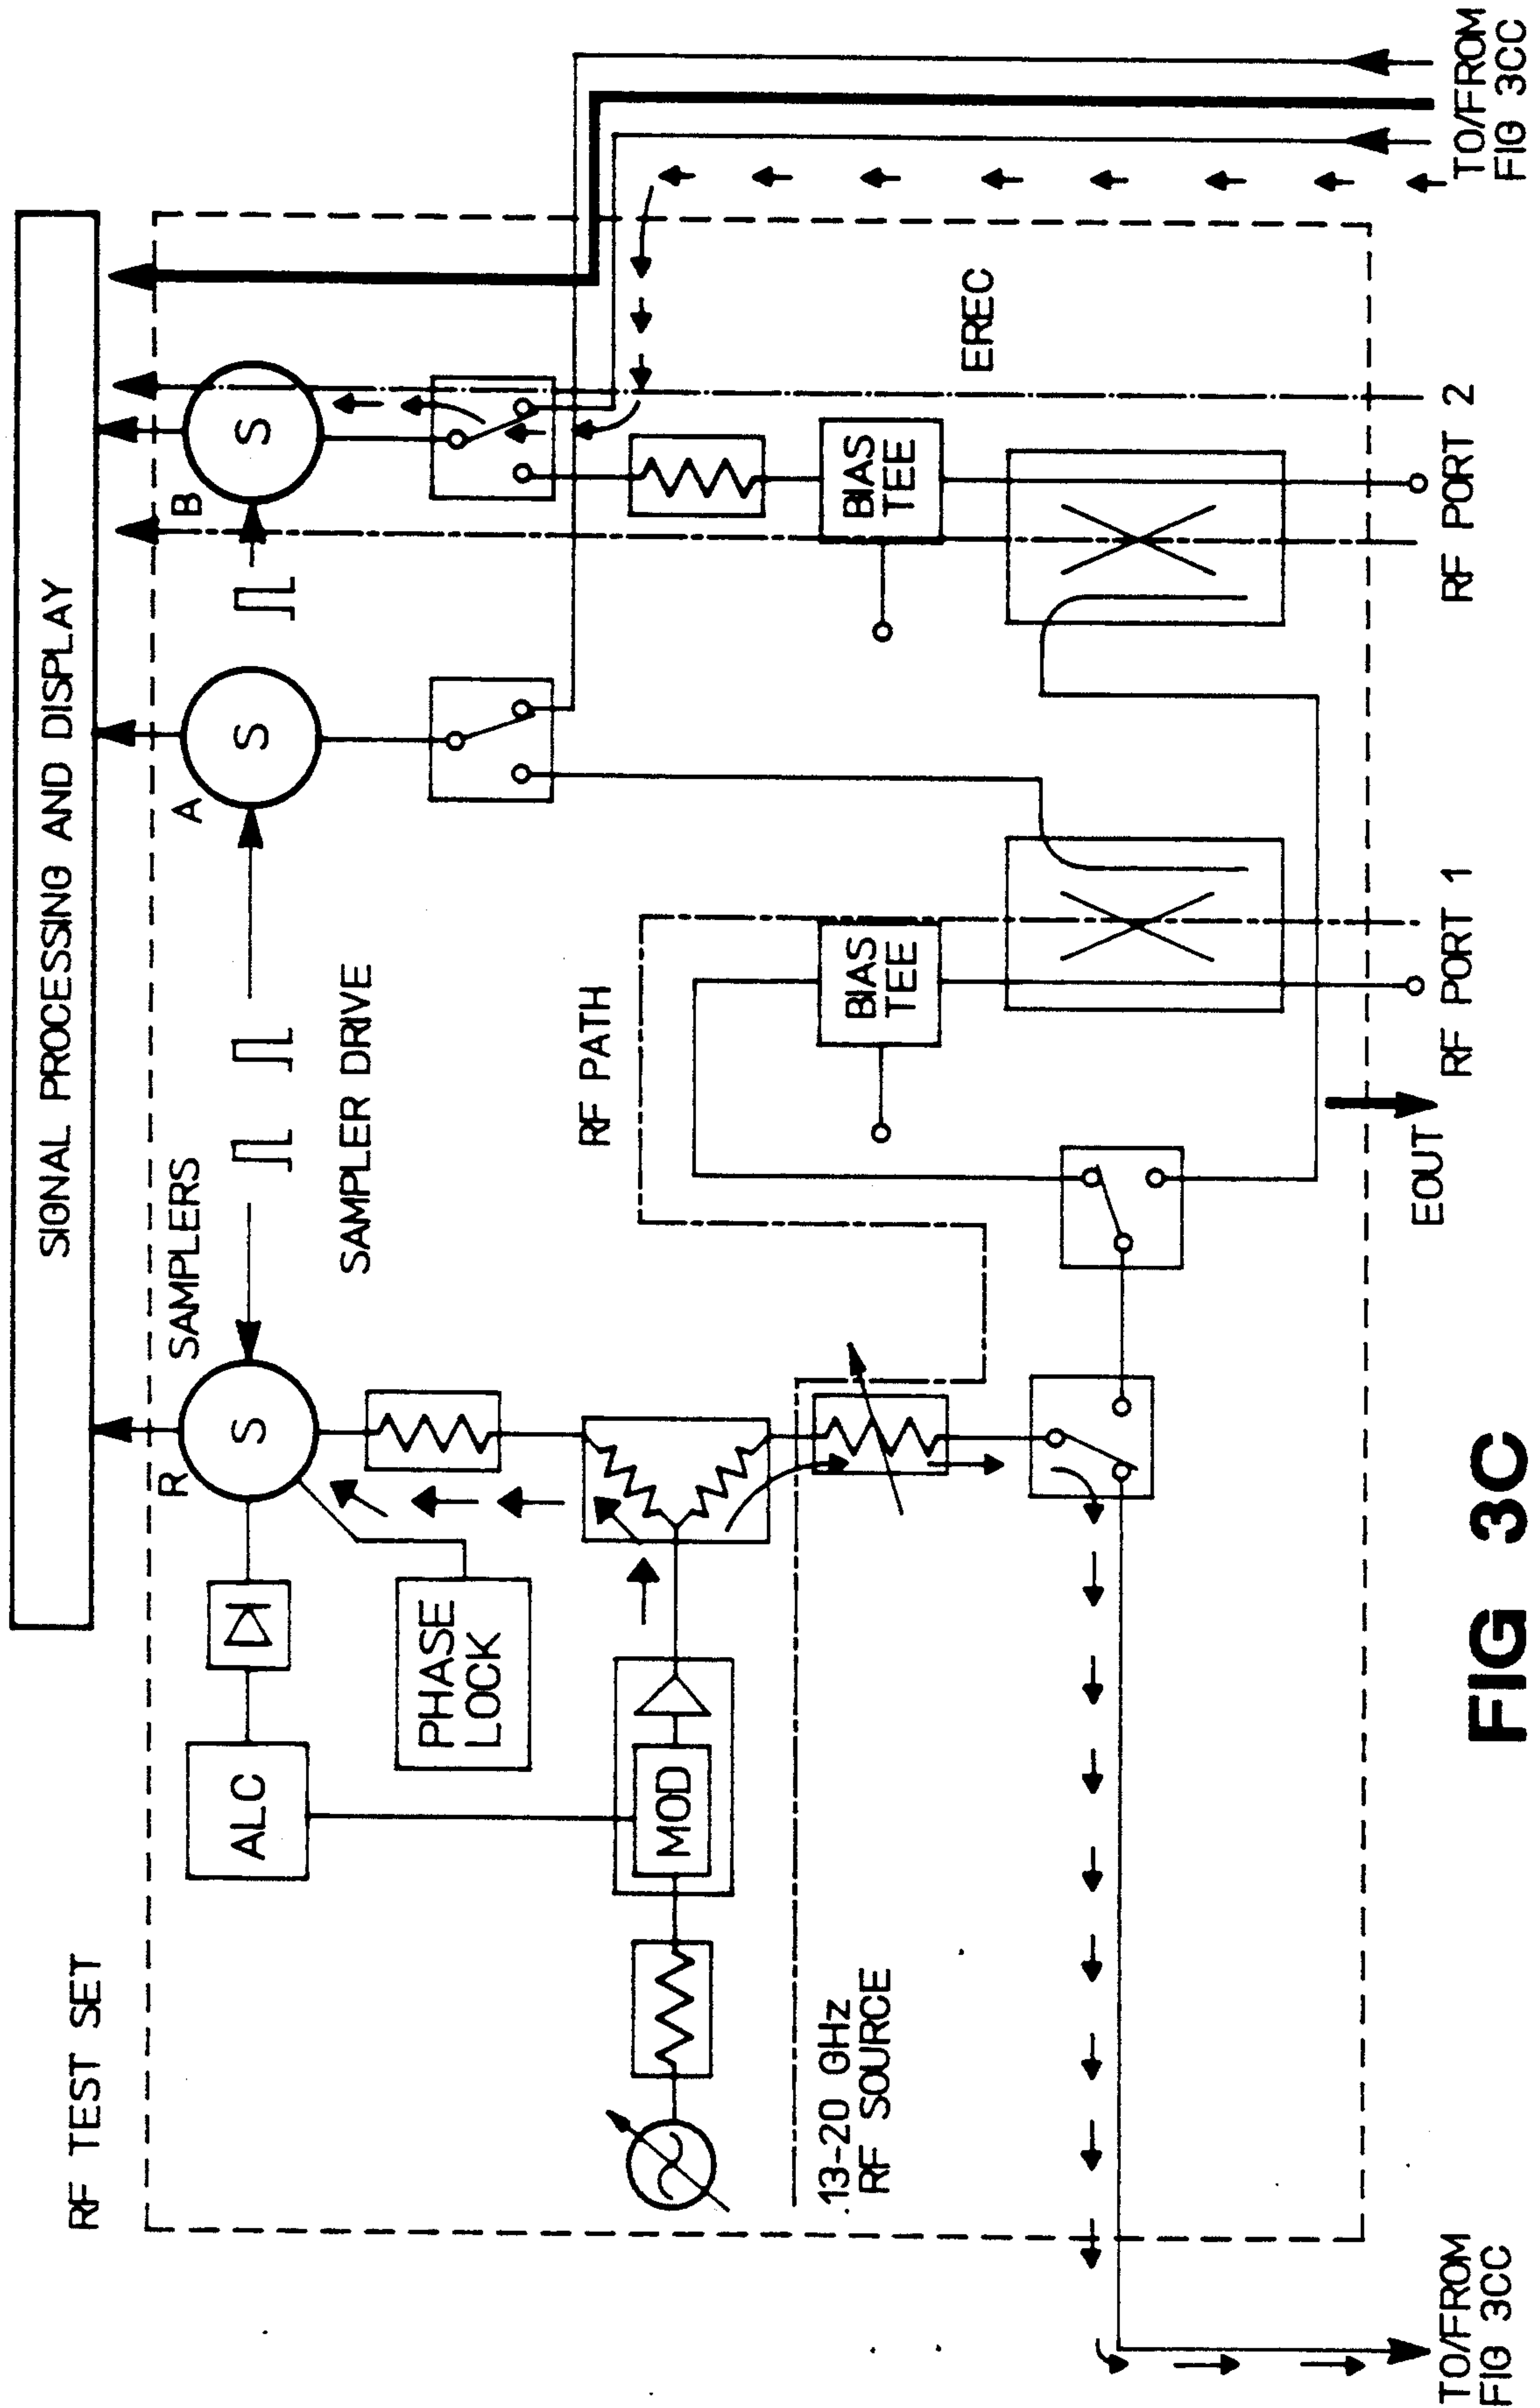 RF TEST SET
SIGNAL PROCESSING AND DISPLAY
R
SAMPLERS
A
B
S
S
S
ALC
SAMPLER DRIVE
PHASE
LOCK
MOD
RF PATH
BIAS
TEE
BIAS
TEE
EREC
.13-20 GHz
RF SOURCE
EOUT
RF PORT 1
RF PORT 2
TO/FROM
FIG 3CC
TO/FROM
FIG 3CC
FIG 3C